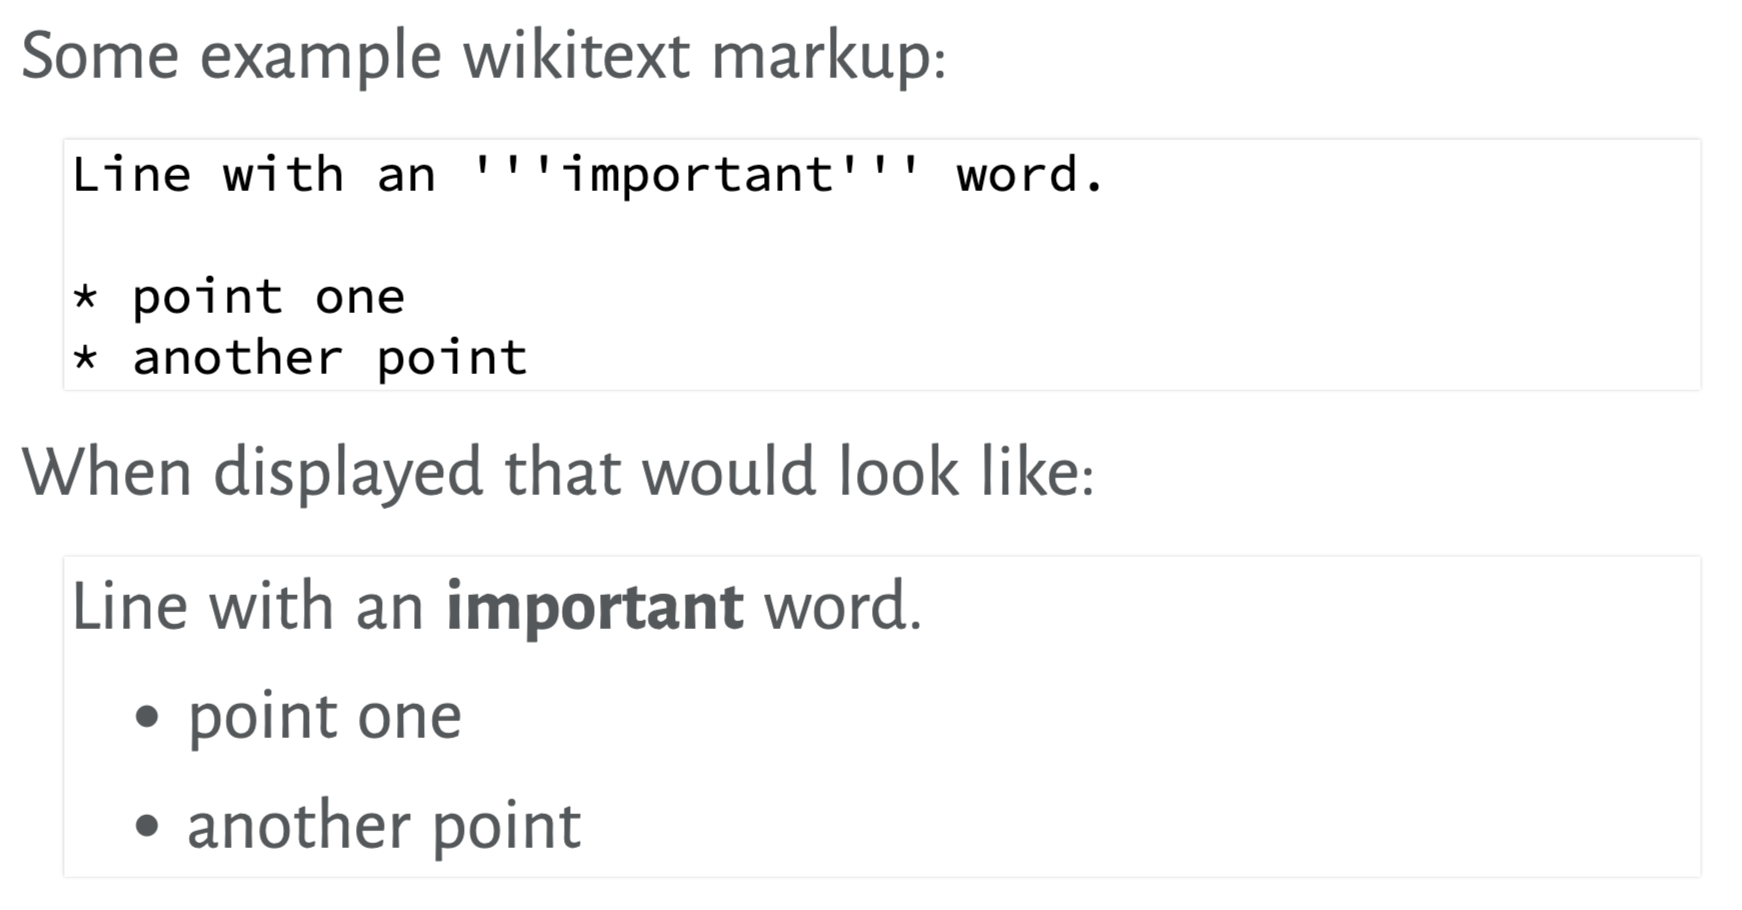 Some example wikitext markup:
Line with an '''important''' word.
* point one
* another point
When displayed that would look like:
Line with an important word.
• point one
• another point